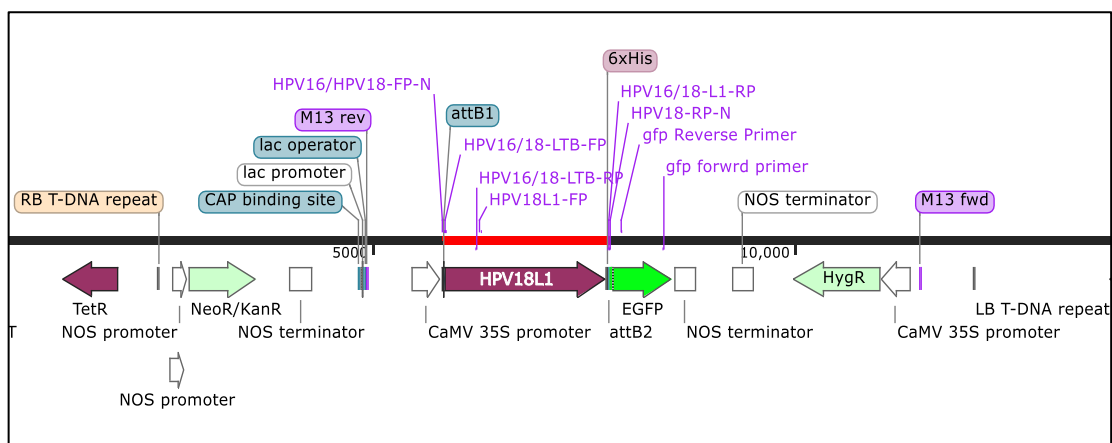 6xHis
HPV16/HPV18-FP-N
HPV16/18-L1-RP
attB1
HPV18-RP-N
M13 rev
gfp Reverse Primer
lac operator
HPV16/18-LTB-FP
gfp forwrd primer
lac promoter
HPV16/18-LTB-RP
RB T-DNA repeat
CAP binding site
HPV18L1-FP
NOS terminator
M13 fwd
5000
10,000
HPV18L1
HygR
TetR
NeoR/KanR
EGFP
LB T-DNA repeat
T
NOS promoter
NOS terminator
CaMV 35S promoter
attB2
NOS terminator
CaMV 35S promoter
NOS promoter